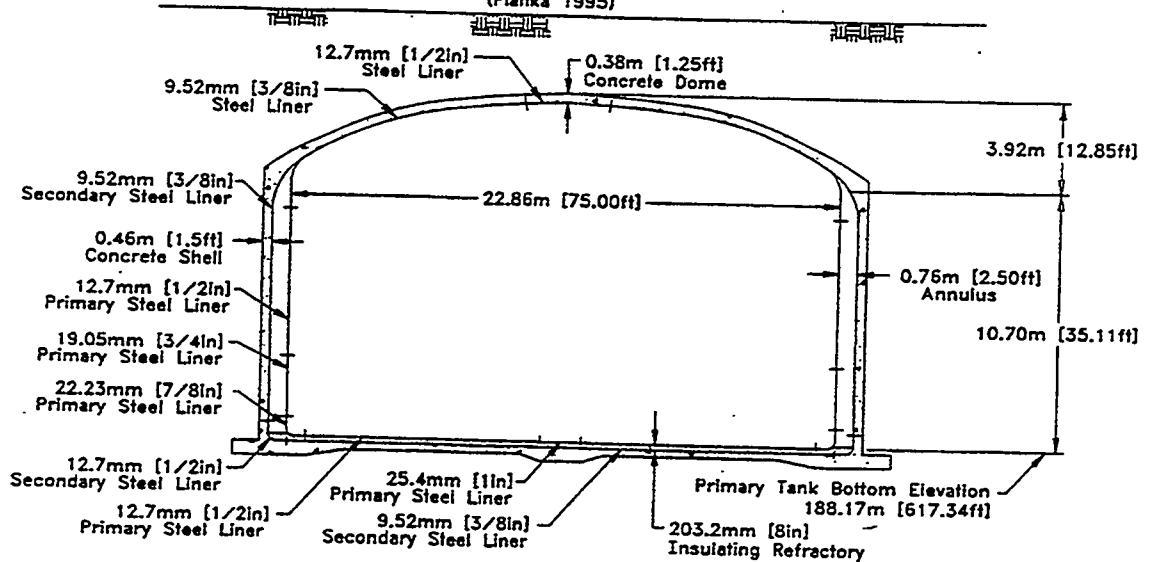 12.7mm [1/2in]
Steel Liner
0.38m [1.25ft]
Concrete Dome
9.52mm [3/8in]
Steel Liner
3.92m [12.85ft]
9.52mm [3/8in]
Secondary Steel Liner
22.86m [75.00ft]
0.46m [1.5ft]
Concrete Shell
0.76m [2.50ft]
Annulus
12.7mm [1/2in]
Primary Steel Liner
10.70m [35.11ft]
19.05mm [3/4in]
Primary Steel Liner
22.23mm [7/8in]
Primary Steel Liner
12.7mm [1/2in]
Secondary Steel Liner
25.4mm [1in]
Primary Steel Liner
Primary Tank Bottom Elevation
188.17m [617.34ft]
12.7mm [1/2in]
Primary Steel Liner
9.52mm [3/8in]
Secondary Steel Liner
203.2mm [8in]
Insulating Refractory